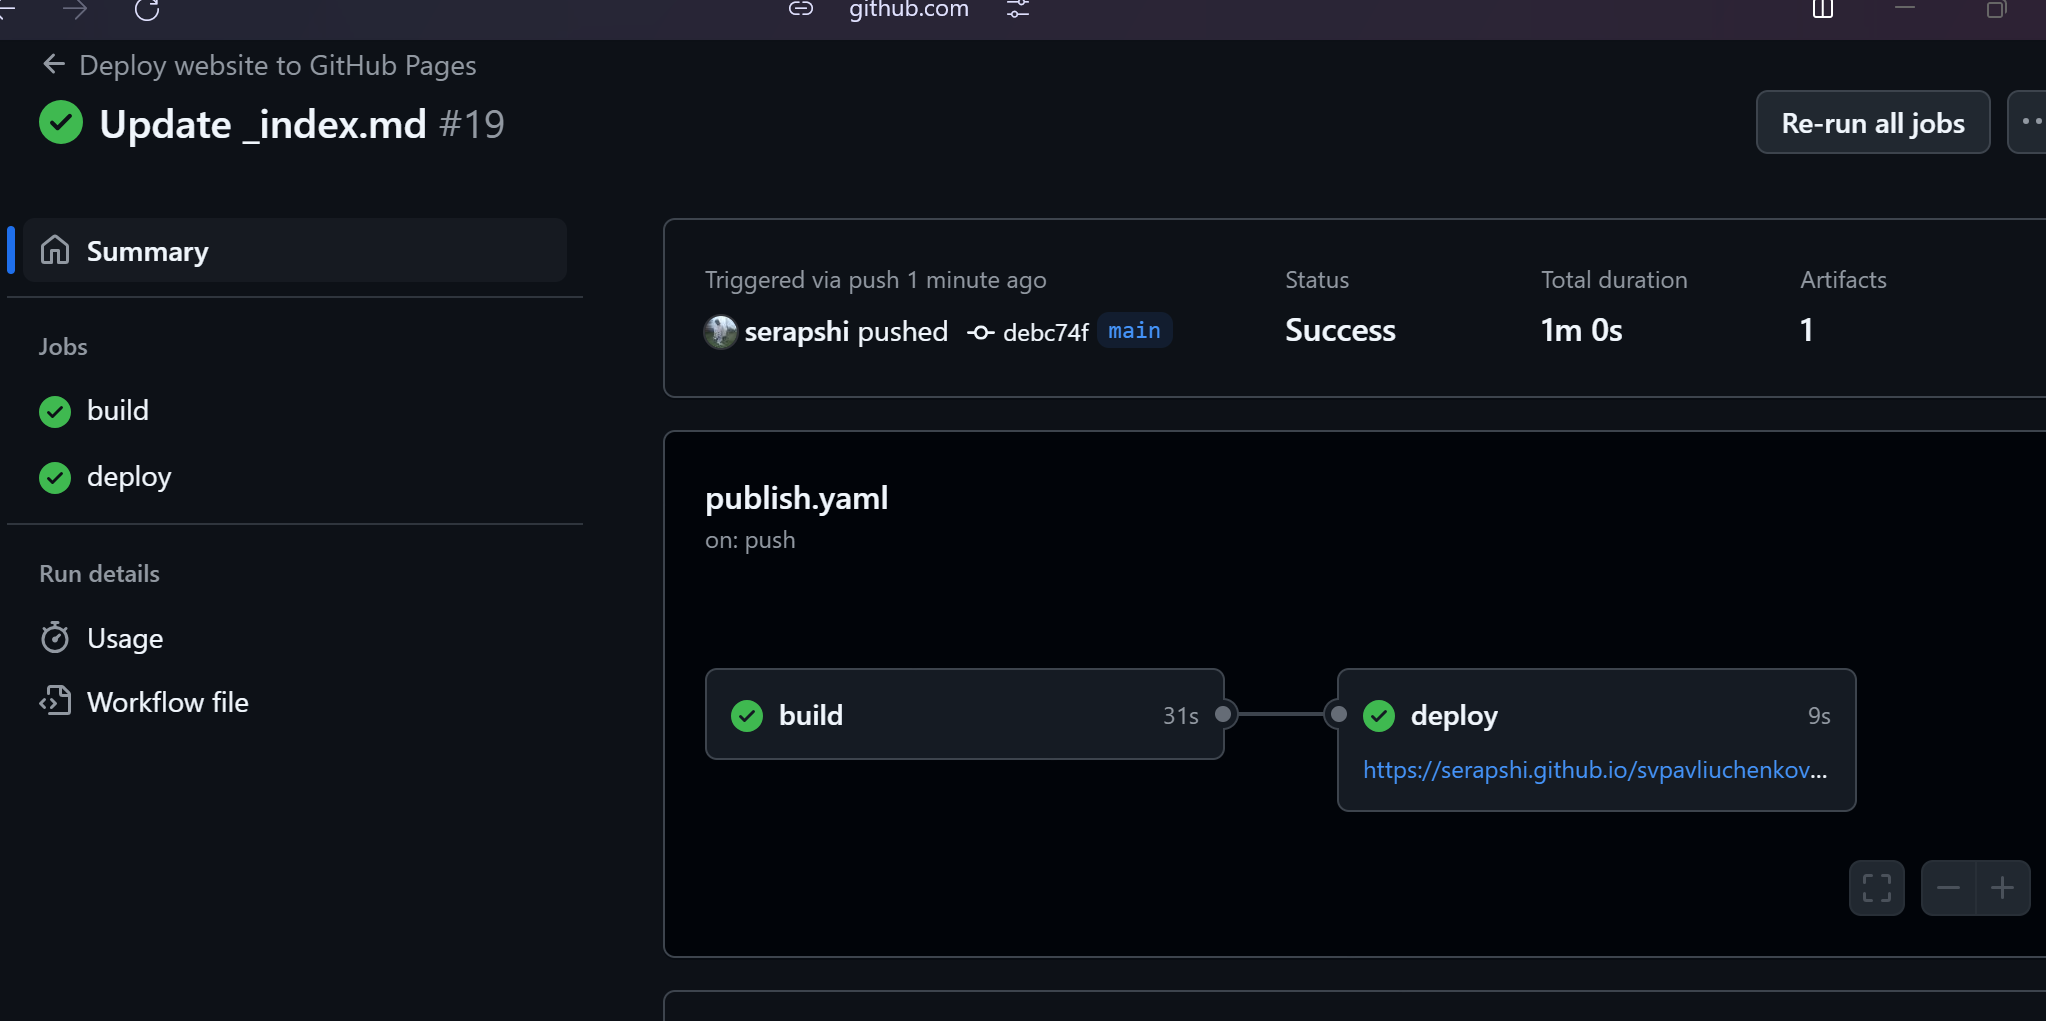 github.com
Deploy website to GitHub Pages
Update _index.md #19
Re-run all jobs
Summary
Jobs
build
deploy
Run details
Usage
Workflow file
Triggered via push 1 minute ago
serapshi pushed debc74f main
Status
Success
Total duration
1m 0s
Artifacts
1
publish.yaml
on: push
build 31s
deploy 9s
https://serapshi.github.io/svpavliuchenkov...